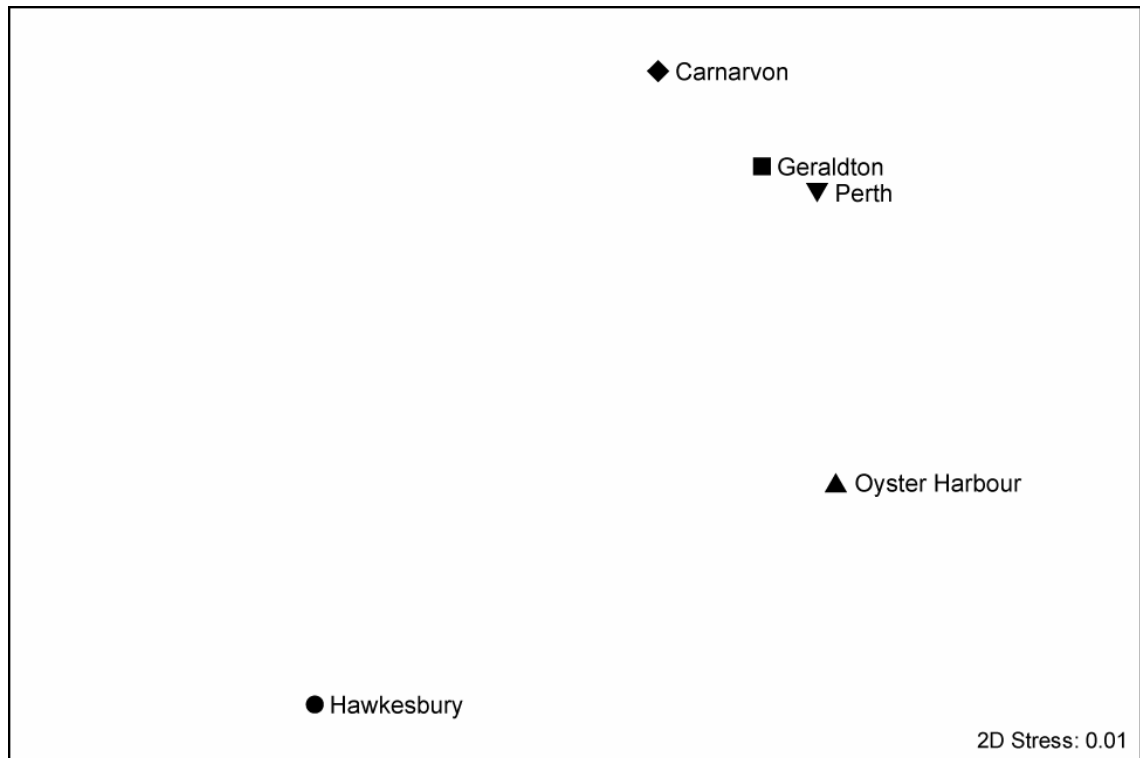 Carnarvon
Geraldton
Perth
Oyster Harbour
Hawkesbury
2D Stress: 0.01